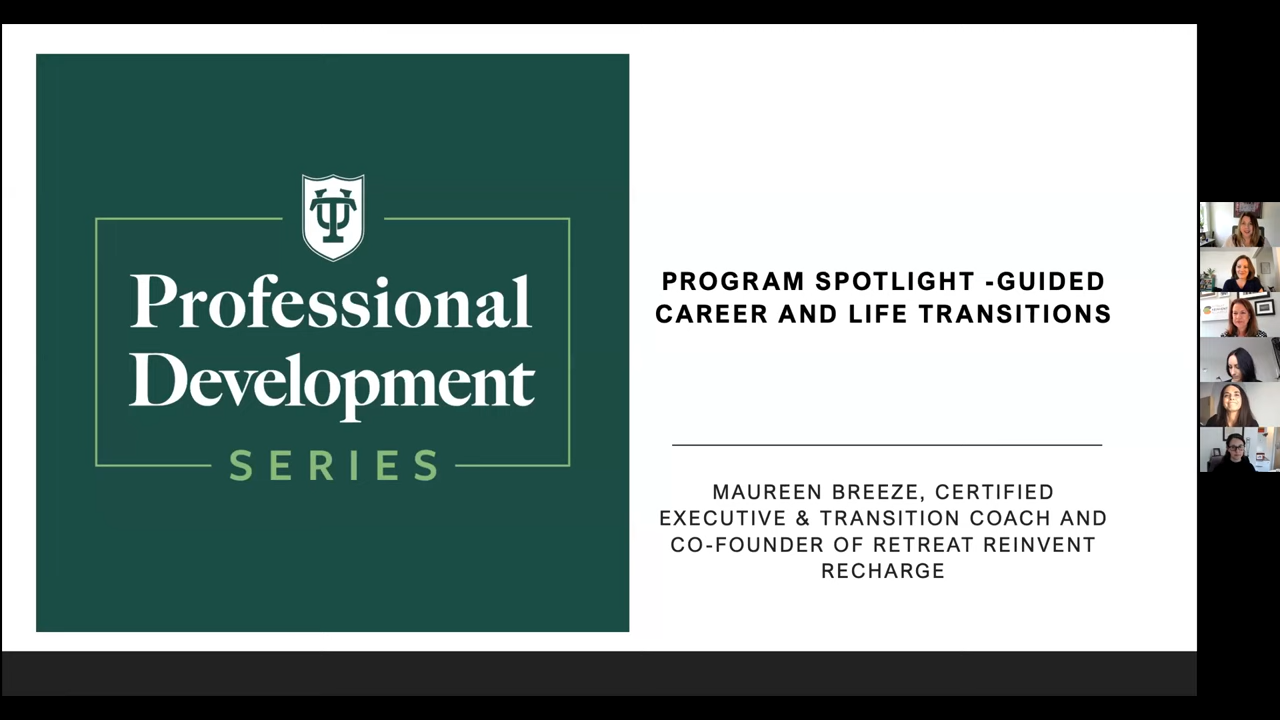 Professional
Development
SERIES
PROGRAM SPOTLIGHT -GUIDED
CAREER AND LIFE TRANSITIONS
MAUREEN BREEZE, CERTIFIED
EXECUTIVE & TRANSITION COACH AND
CO-FOUNDER OF RETREAT REINVENT
RECHARGE